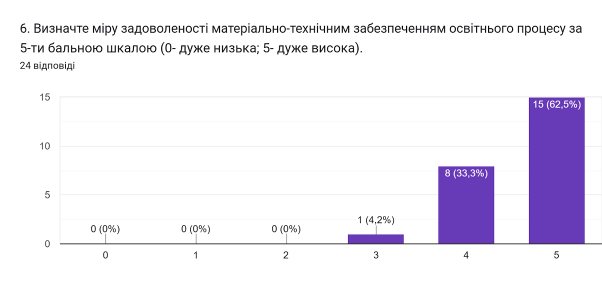 6. Визначте міру задоволеності матеріально-технічним забезпеченням освітнього процесу за
5-ти бальною шкалою (0- дуже низька; 5- дуже висока).
24 відповіді
15
15 (62,5%)
10
8 (33,3%)
5
1 (4,2%)
0 (0%) 0 (0%) 0 (0%)
0
0 1 2 3 4 5